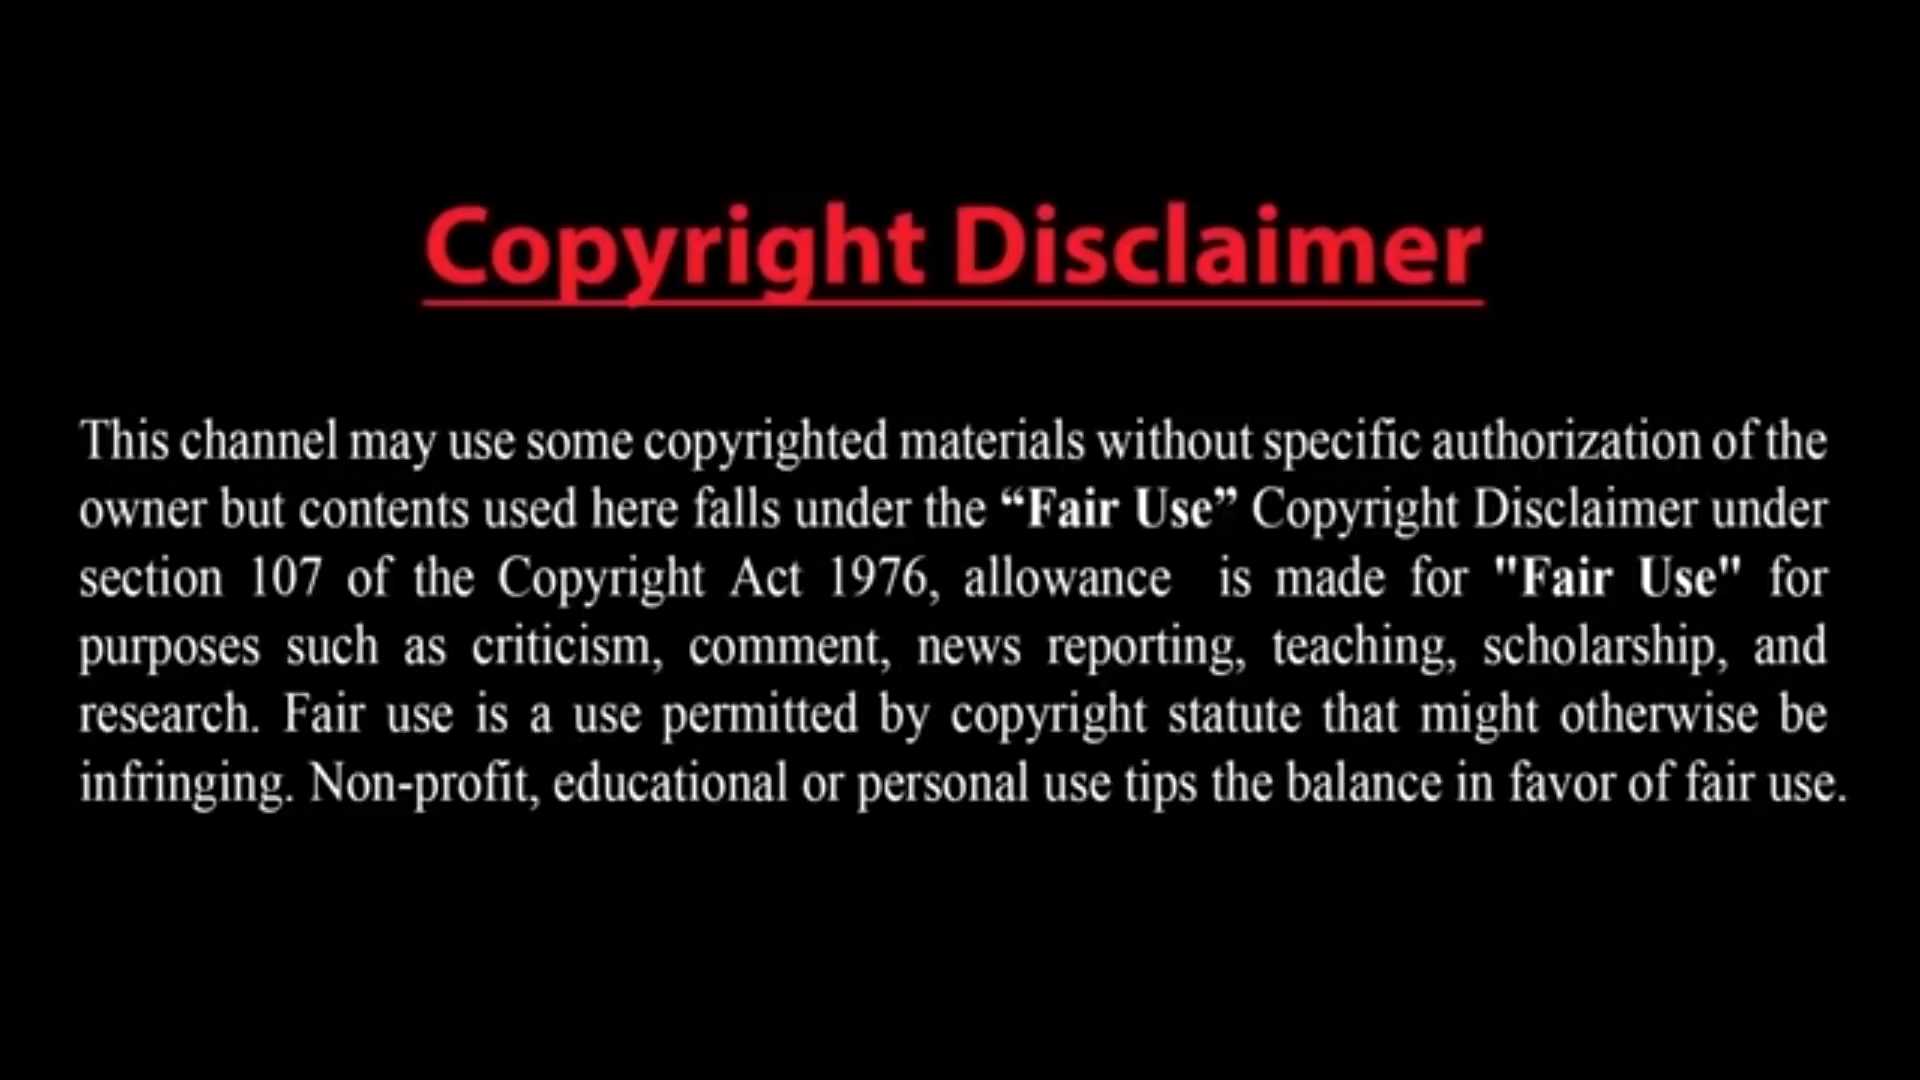 Copyright Disclaimer
This channel may use some copyrighted materials without specific authorization of the
owner but contents used here falls under the “Fair Use” Copyright Disclaimer under
section 107 of the Copyright Act 1976, allowance is made for "Fair Use" for
purposes such as criticism, comment, news reporting, teaching, scholarship, and
research. Fair use is a use permitted by copyright statute that might otherwise be
infringing. Non-profit, educational or personal use tips the balance in favor of fair use.